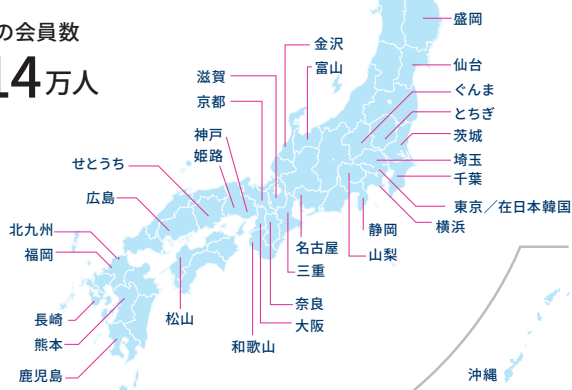 の会員数
14万人
盛岡
金沢
富山
仙台
滋賀
京都
ぐんま
とちぎ
神戸
茨城
姫路
せとうち
埼玉
千葉
広島
東京／在日本韓国
横浜
北九州
静岡
福岡
名古屋
山梨
三重
奈良
長崎
松山
大阪
熊本
和歌山
鹿児島
沖縄